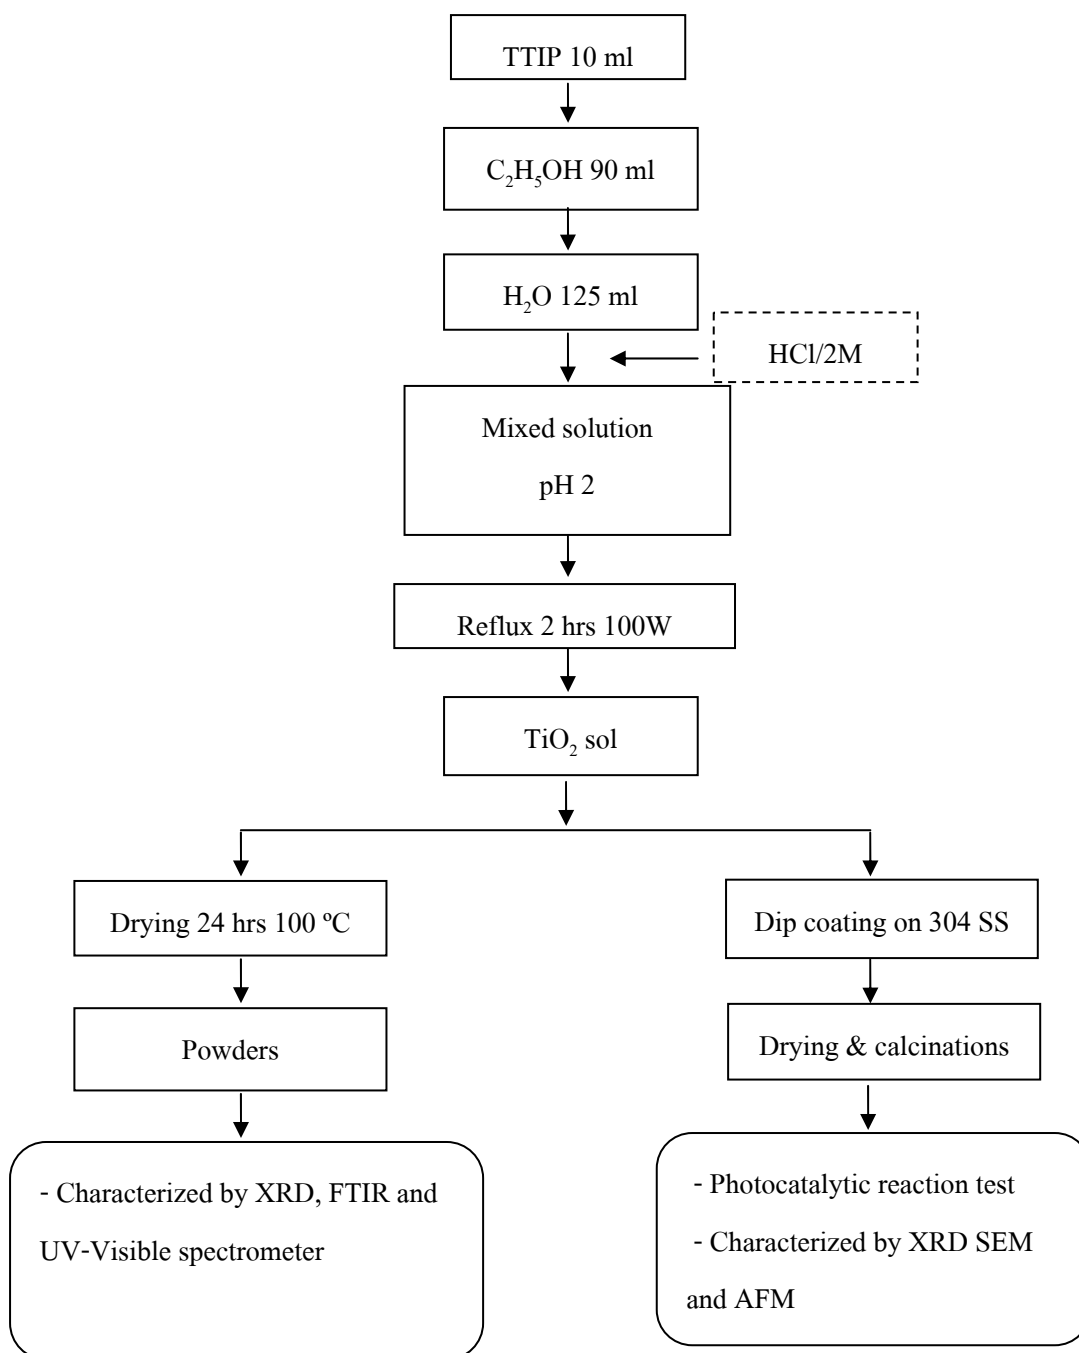 TTIP 10 ml
C₂H₅OH 90 ml
H₂O 125 ml
HCl/2M
Mixed solution
pH 2
Reflux 2 hrs 100W
TiO₂ sol
Drying 24 hrs 100 ºC
Powders
- Characterized by XRD, FTIR and
UV-Visible spectrometer
Dip coating on 304 SS
Drying & calcinations
- Photocatalytic reaction test
- Characterized by XRD SEM
and AFM